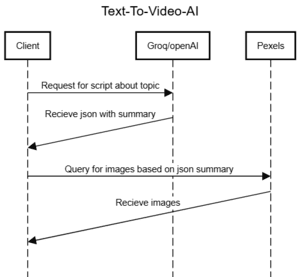 Text-To-Video-AI
Client
Groq/openAI
Pexels
Request for script about topic
Recieve json with summary
Query for images based on json summary
Recieve images